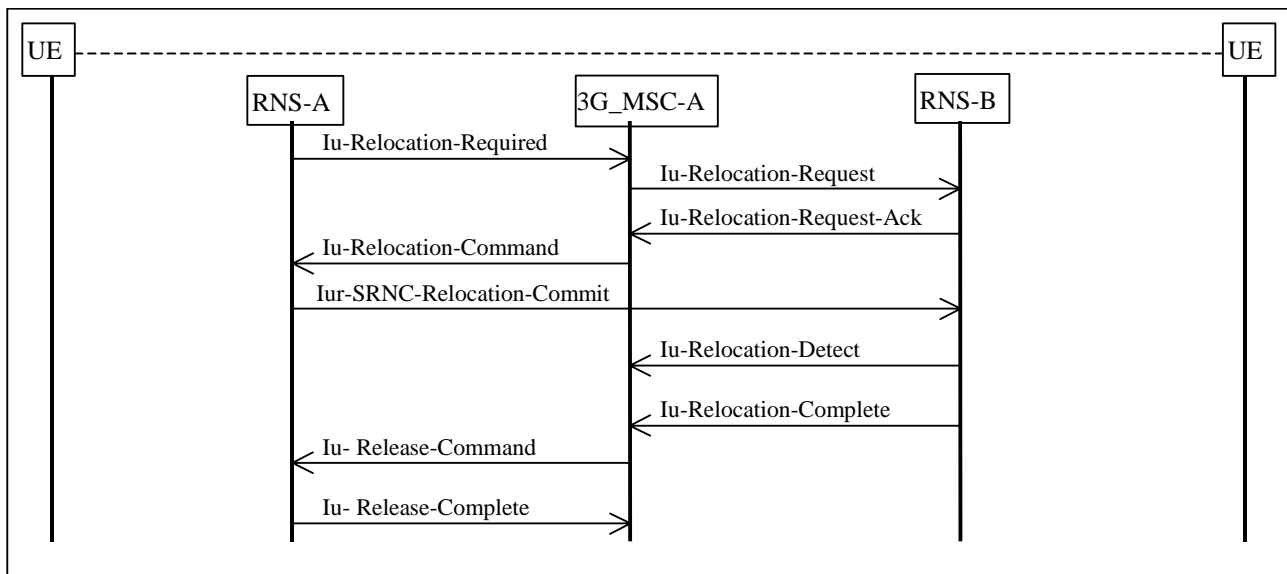 UE
UE
RNS-A
3G_MSC-A
RNS-B
Iu-Relocation-Required
Iu-Relocation-Request
Iu-Relocation-Request-Ack
Iu-Relocation-Command
Iur-SRNC-Relocation-Commit
Iu-Relocation-Detect
Iu-Relocation-Complete
Iu- Release-Command
Iu- Release-Complete